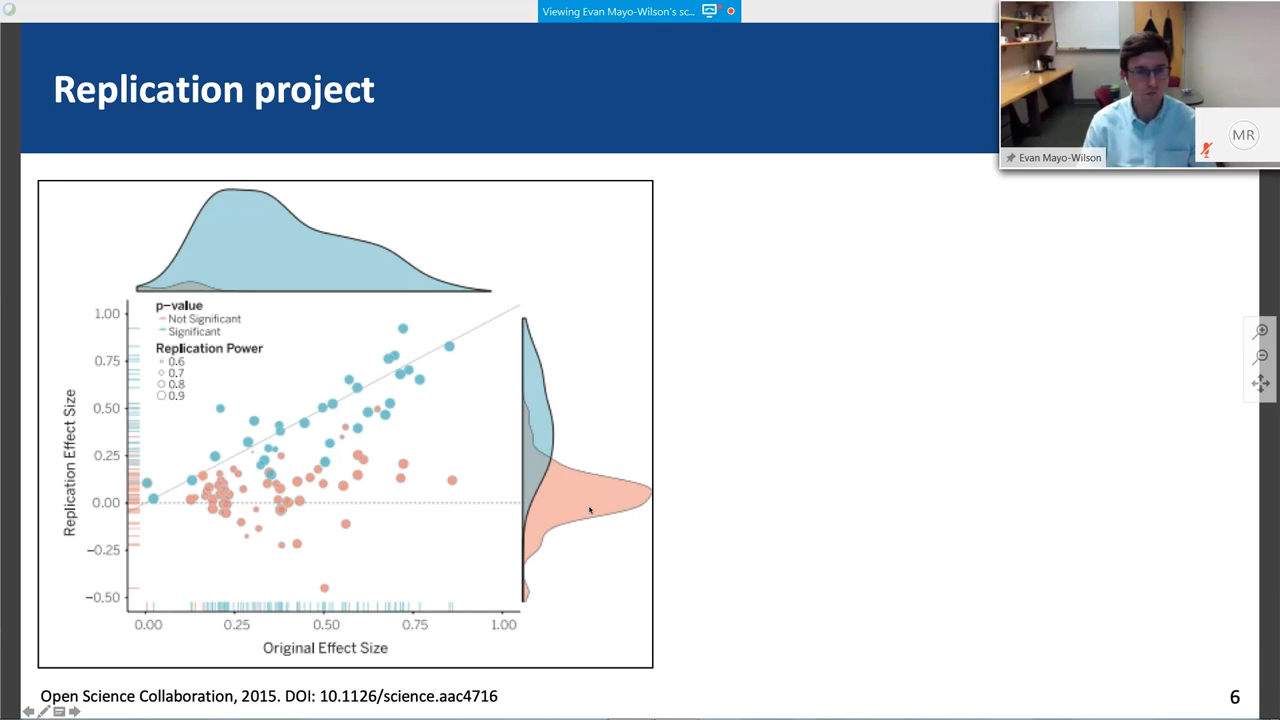 Viewing Evan Mayo-Wilson's sc...
Replication project
MR
Evan Mayo-Wilson
p-value
Not Significant
Significant
Replication Power
0.6
0.7
0.8
0.9
Replication Effect Size
1.00
0.75
0.50
0.25
0.00
−0.25
−0.50
0.00 0.25 0.50 0.75 1.00
Original Effect Size
Open Science Collaboration, 2015. DOI: 10.1126/science.aac4716
6